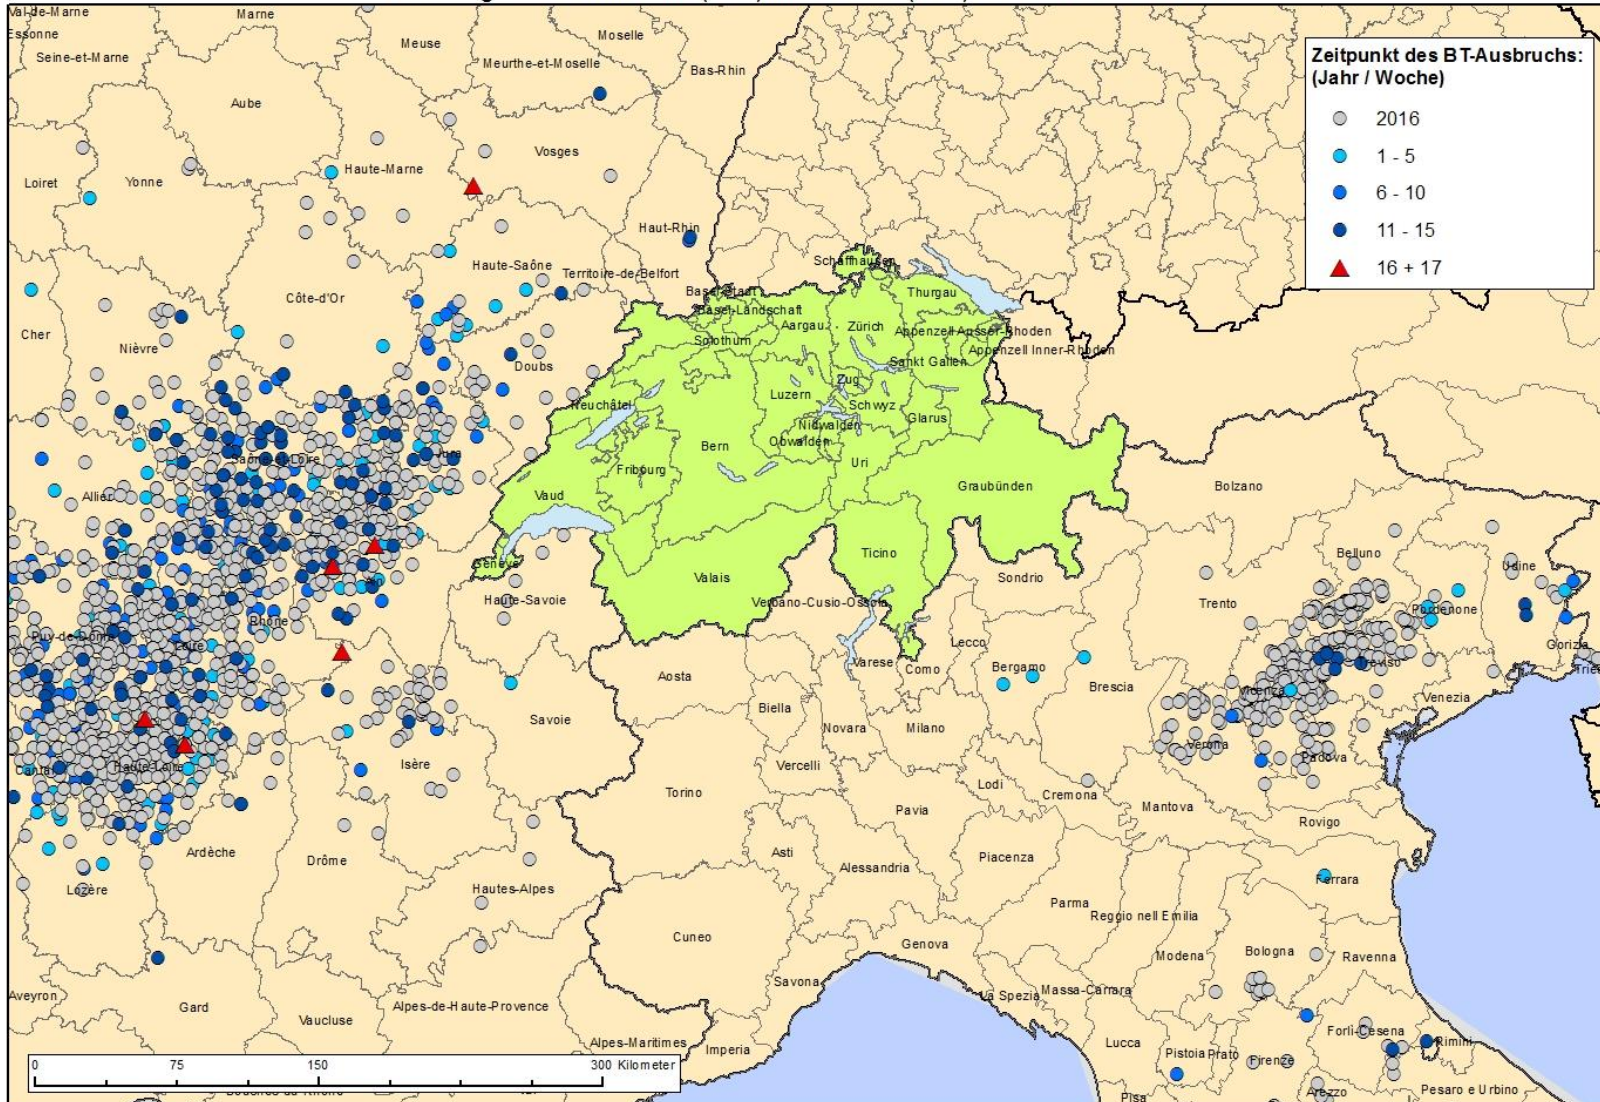 Val-de-Marne
Marne
Essonne
Seine-et-Marne
Meuse
Moselle
Meurthe-et-Moselle
Bas-Rhin
Aube
Zeitpunkt des BT-Ausbruchs:
(Jahr / Woche)
2016
1 - 5
6 - 10
11 - 15
16 + 17
Loiret
Yonne
Haute-Marne
Vosges
Haut-Rhin
Haute-Saône
Territoire-de-Belfort
Côte-d'Or
Cher
Nièvre
Doubs
Schaffhausen
Thurgau
Basel-Stadt
Basel-Landschaft
Aargau
Zürich
Appenzell Ausser-Rhoden
Solothurn
Appenzell Inner-Rhoden
Sankt Gallen
Zug
Luzern
Schwyz
Neuchâtel
Nidwalden
Glarus
Obwalden
Bern
Uri
Fribourg
Vaud
Graubünden
Bolzano
Saône-et-Loire
Jura
Allier
Genève
Ticino
Valais
Ain
Haute-Savoie
Verbano-Cusio-Ossola
Sondrio
Belluno
Udine
Trento
Pordenone
Gorizia
Rhône
Puy-de-Dôme
Loire
Lecco
Varese
Como
Bergamo
Aosta
Brescia
Treviso
Vicenza
Venezia
Savoie
Biella
Novara
Milano
Verona
Padova
Cantal
Haute-Loire
Isère
Vercelli
Torino
Lodi
Cremona
Pavia
Mantova
Rovigo
Ardèche
Drôme
Asti
Alessandria
Piacenza
Ferrara
Lozère
Hautes-Alpes
Parma
Reggio nell Emilia
Cuneo
Genova
Modena
Bologna
Ravenna
Savona
La Spezia
Massa-Carrara
Aveyron
Gard
Vaucluse
Alpes-de-Haute-Provence
Forlì-Cesena
Rimini
Alpes-Maritimes
Imperia
Lucca
Pistoia
Prato
Firenze
0 75 150 300 Kilometer
Pisa
Arezzo
Pesaro e Urbino